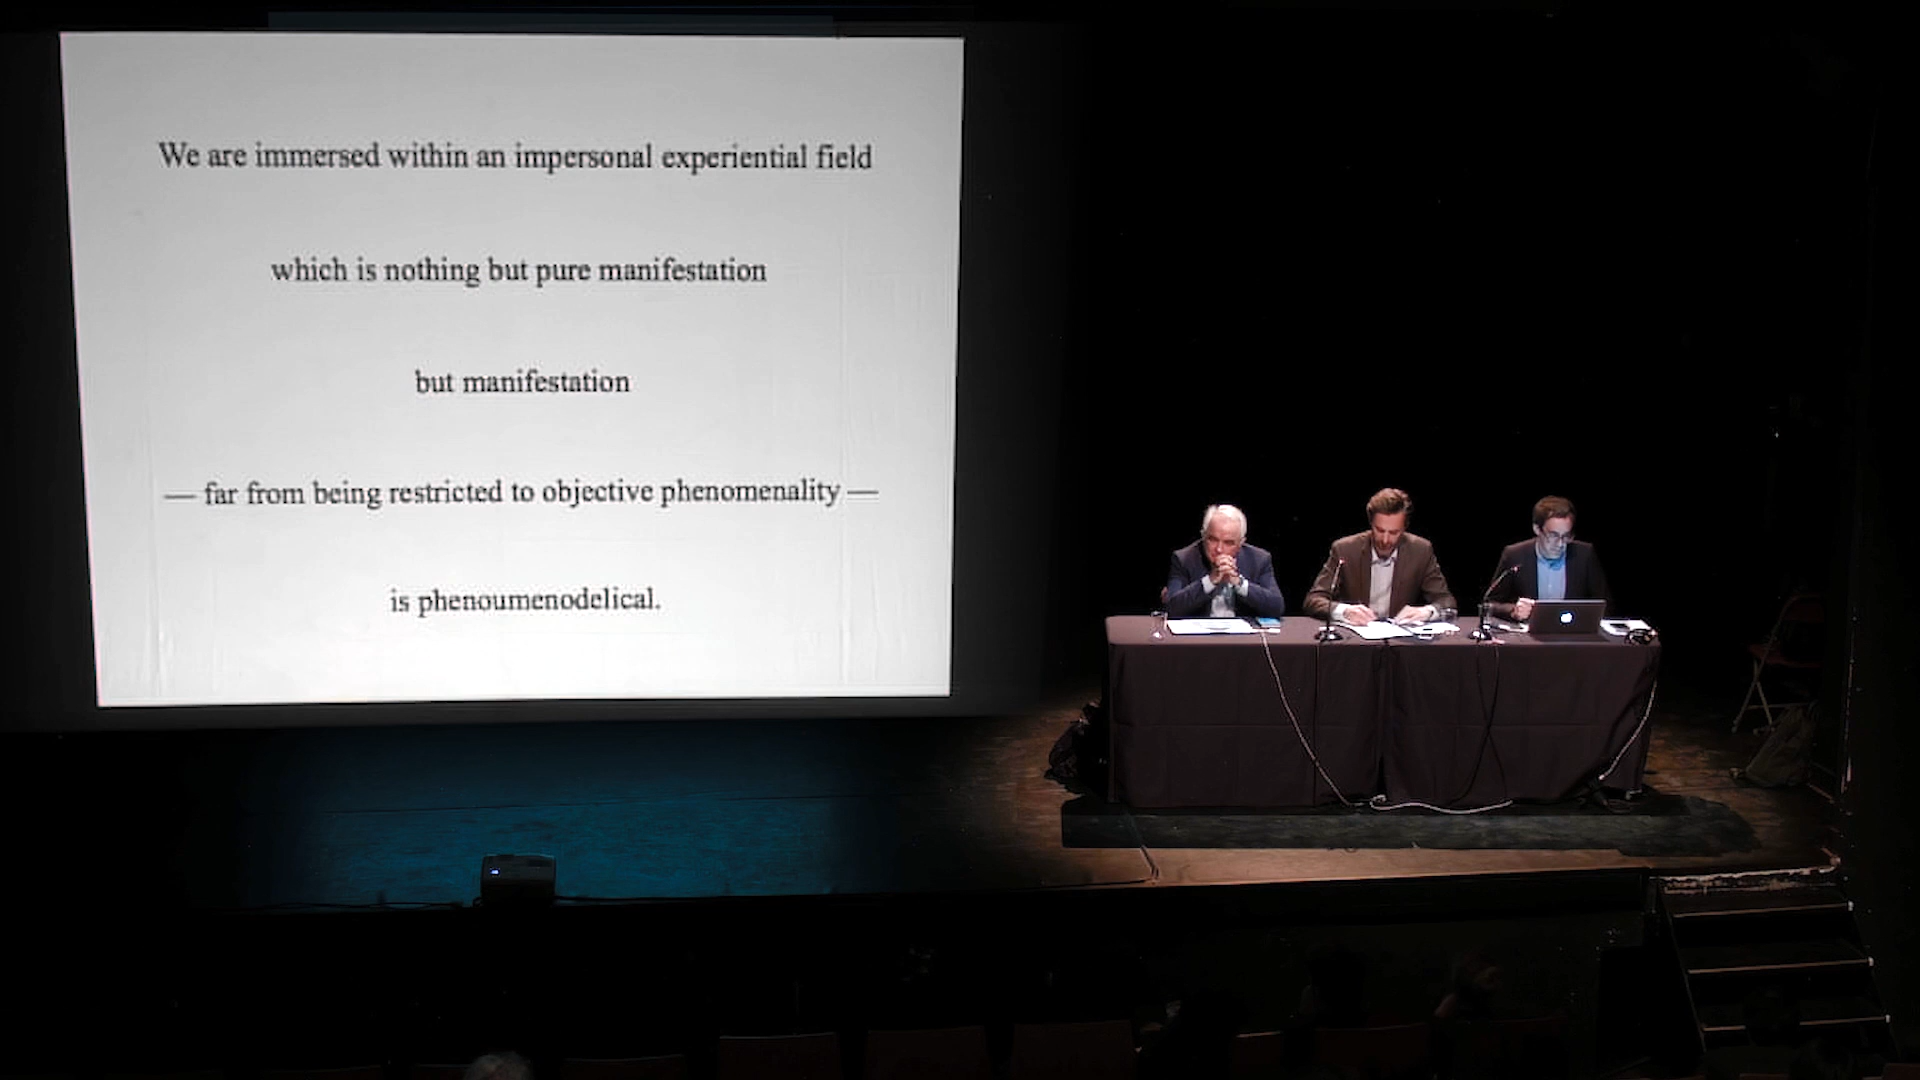 We are immersed within an impersonal experiential field
which is nothing but pure manifestation
but manifestation
— far from being restricted to objective phenomenality —
is phenoumenodelical.